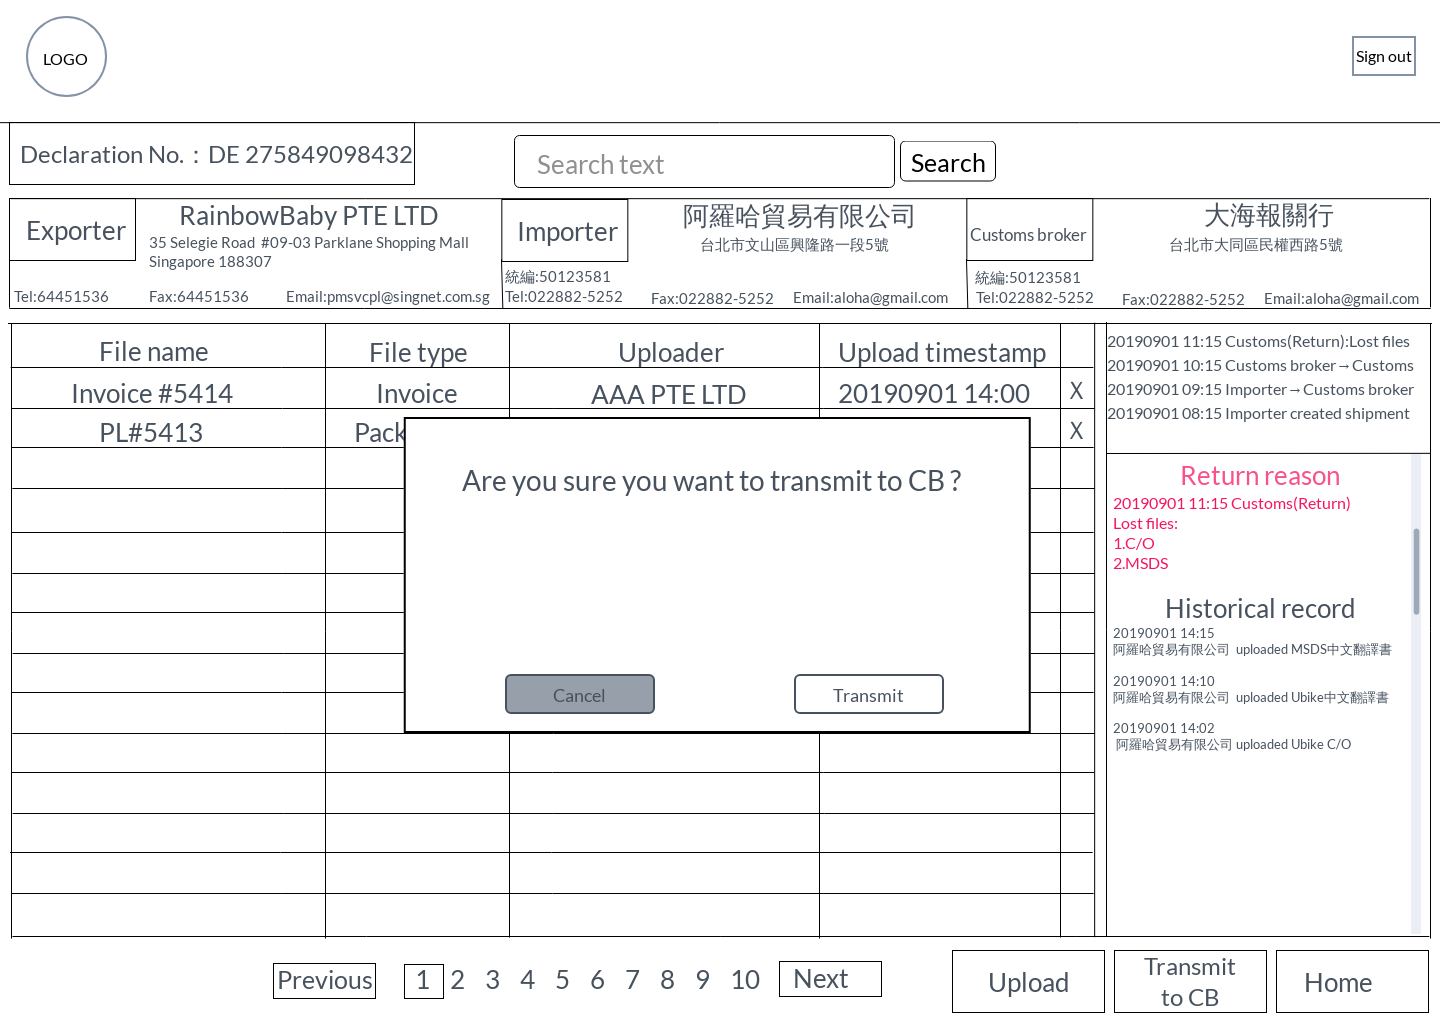 LOGO
Sign out
Declaration No.：DE 275849098432
Search text
Search
Exporter
RainbowBaby PTE LTD
35 Selegie Road #09-03 Parklane Shopping Mall
Singapore 188307
Tel:64451536
Fax:64451536
Email:pmsvcpl@singnet.com.sg
Importer
阿羅哈貿易有限公司
台北市文山區興隆路一段5號
統編:50123581
Tel:022882-5252
Fax:022882-5252
Email:aloha@gmail.com
Customs broker
大海報關行
台北市大同區民權西路5號
統編:50123581
Tel:022882-5252
Fax:022882-5252
Email:aloha@gmail.com
File name
File type
Uploader
Upload timestamp
Invoice #5414
Invoice
AAA PTE LTD
20190901 14:00
X
PL#5413
Pack
X
Are you sure you want to transmit to CB ?
Cancel
Transmit
20190901 11:15 Customs(Return):Lost files
20190901 10:15 Customs broker→Customs
20190901 09:15 Importer→Customs broker
20190901 08:15 Importer created shipment
Return reason
20190901 11:15 Customs(Return)
Lost files:
1.C/O
2.MSDS
Historical record
20190901 14:15
阿羅哈貿易有限公司 uploaded MSDS中文翻譯書
20190901 14:10
阿羅哈貿易有限公司 uploaded Ubike中文翻譯書
20190901 14:02
阿羅哈貿易有限公司 uploaded Ubike C/O
Previous
1 2 3 4 5 6 7 8 9 10
Next
Upload
Transmit
to CB
Home